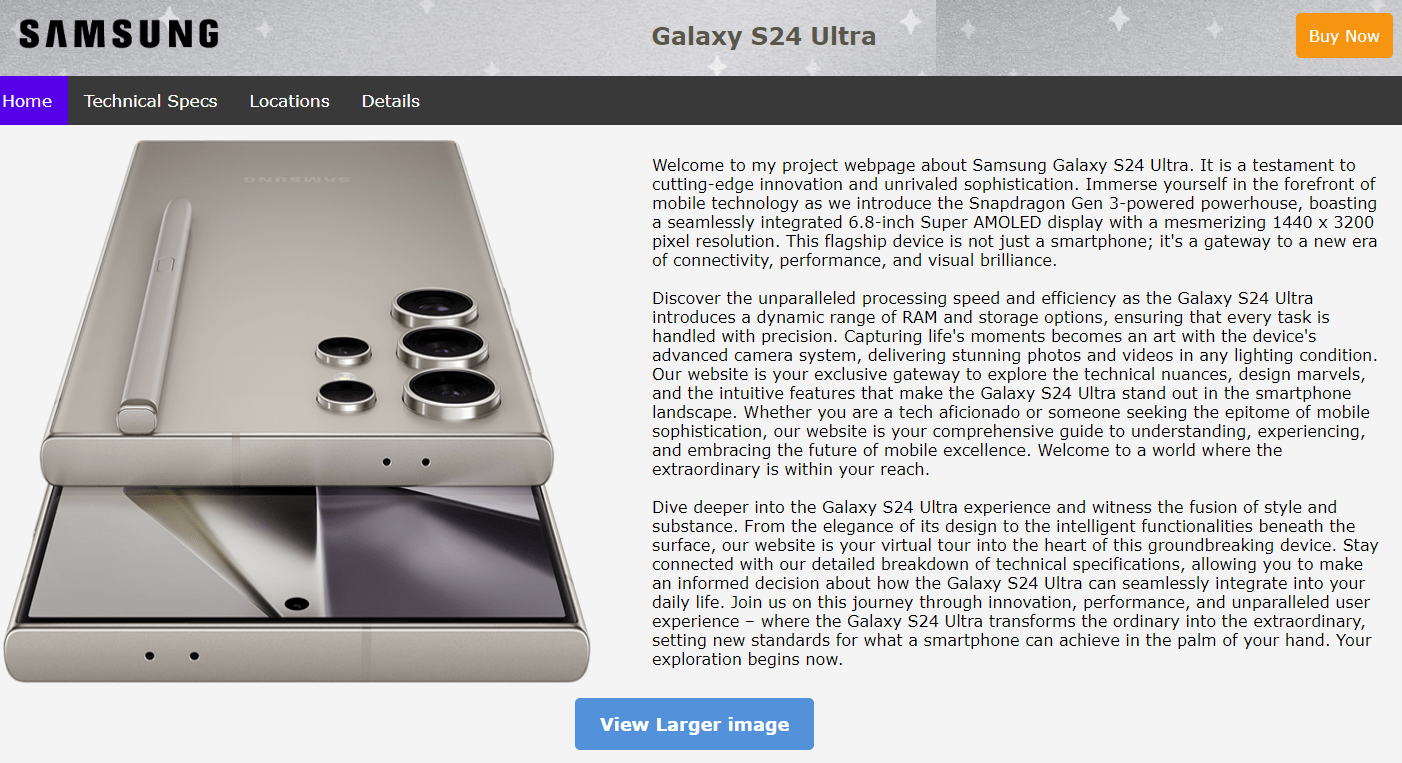 SAMSUNG
Galaxy S24 Ultra
Buy Now
Home
Technical Specs
Locations
Details
SAMSUNG
Welcome to my project webpage about Samsung Galaxy S24 Ultra. It is a testament to
cutting-edge innovation and unrivaled sophistication. Immerse yourself in the forefront of
mobile technology as we introduce the Snapdragon Gen 3-powered powerhouse, boasting
a seamlessly integrated 6.8-inch Super AMOLED display with a mesmerizing 1440 x 3200
pixel resolution. This flagship device is not just a smartphone; it's a gateway to a new era
of connectivity, performance, and visual brilliance.
Discover the unparalleled processing speed and efficiency as the Galaxy S24 Ultra
introduces a dynamic range of RAM and storage options, ensuring that every task is
handled with precision. Capturing life's moments becomes an art with the device's
advanced camera system, delivering stunning photos and videos in any lighting condition.
Our website is your exclusive gateway to explore the technical nuances, design marvels,
and the intuitive features that make the Galaxy S24 Ultra stand out in the smartphone
landscape. Whether you are a tech aficionado or someone seeking the epitome of mobile
sophistication, our website is your comprehensive guide to understanding, experiencing,
and embracing the future of mobile excellence. Welcome to a world where the
extraordinary is within your reach.
Dive deeper into the Galaxy S24 Ultra experience and witness the fusion of style and
substance. From the elegance of its design to the intelligent functionalities beneath the
surface, our website is your virtual tour into the heart of this groundbreaking device. Stay
connected with our detailed breakdown of technical specifications, allowing you to make
an informed decision about how the Galaxy S24 Ultra can seamlessly integrate into your
daily life. Join us on this journey through innovation, performance, and unparalleled user
experience – where the Galaxy S24 Ultra transforms the ordinary into the extraordinary,
setting new standards for what a smartphone can achieve in the palm of your hand. Your
exploration begins now.
View Larger image